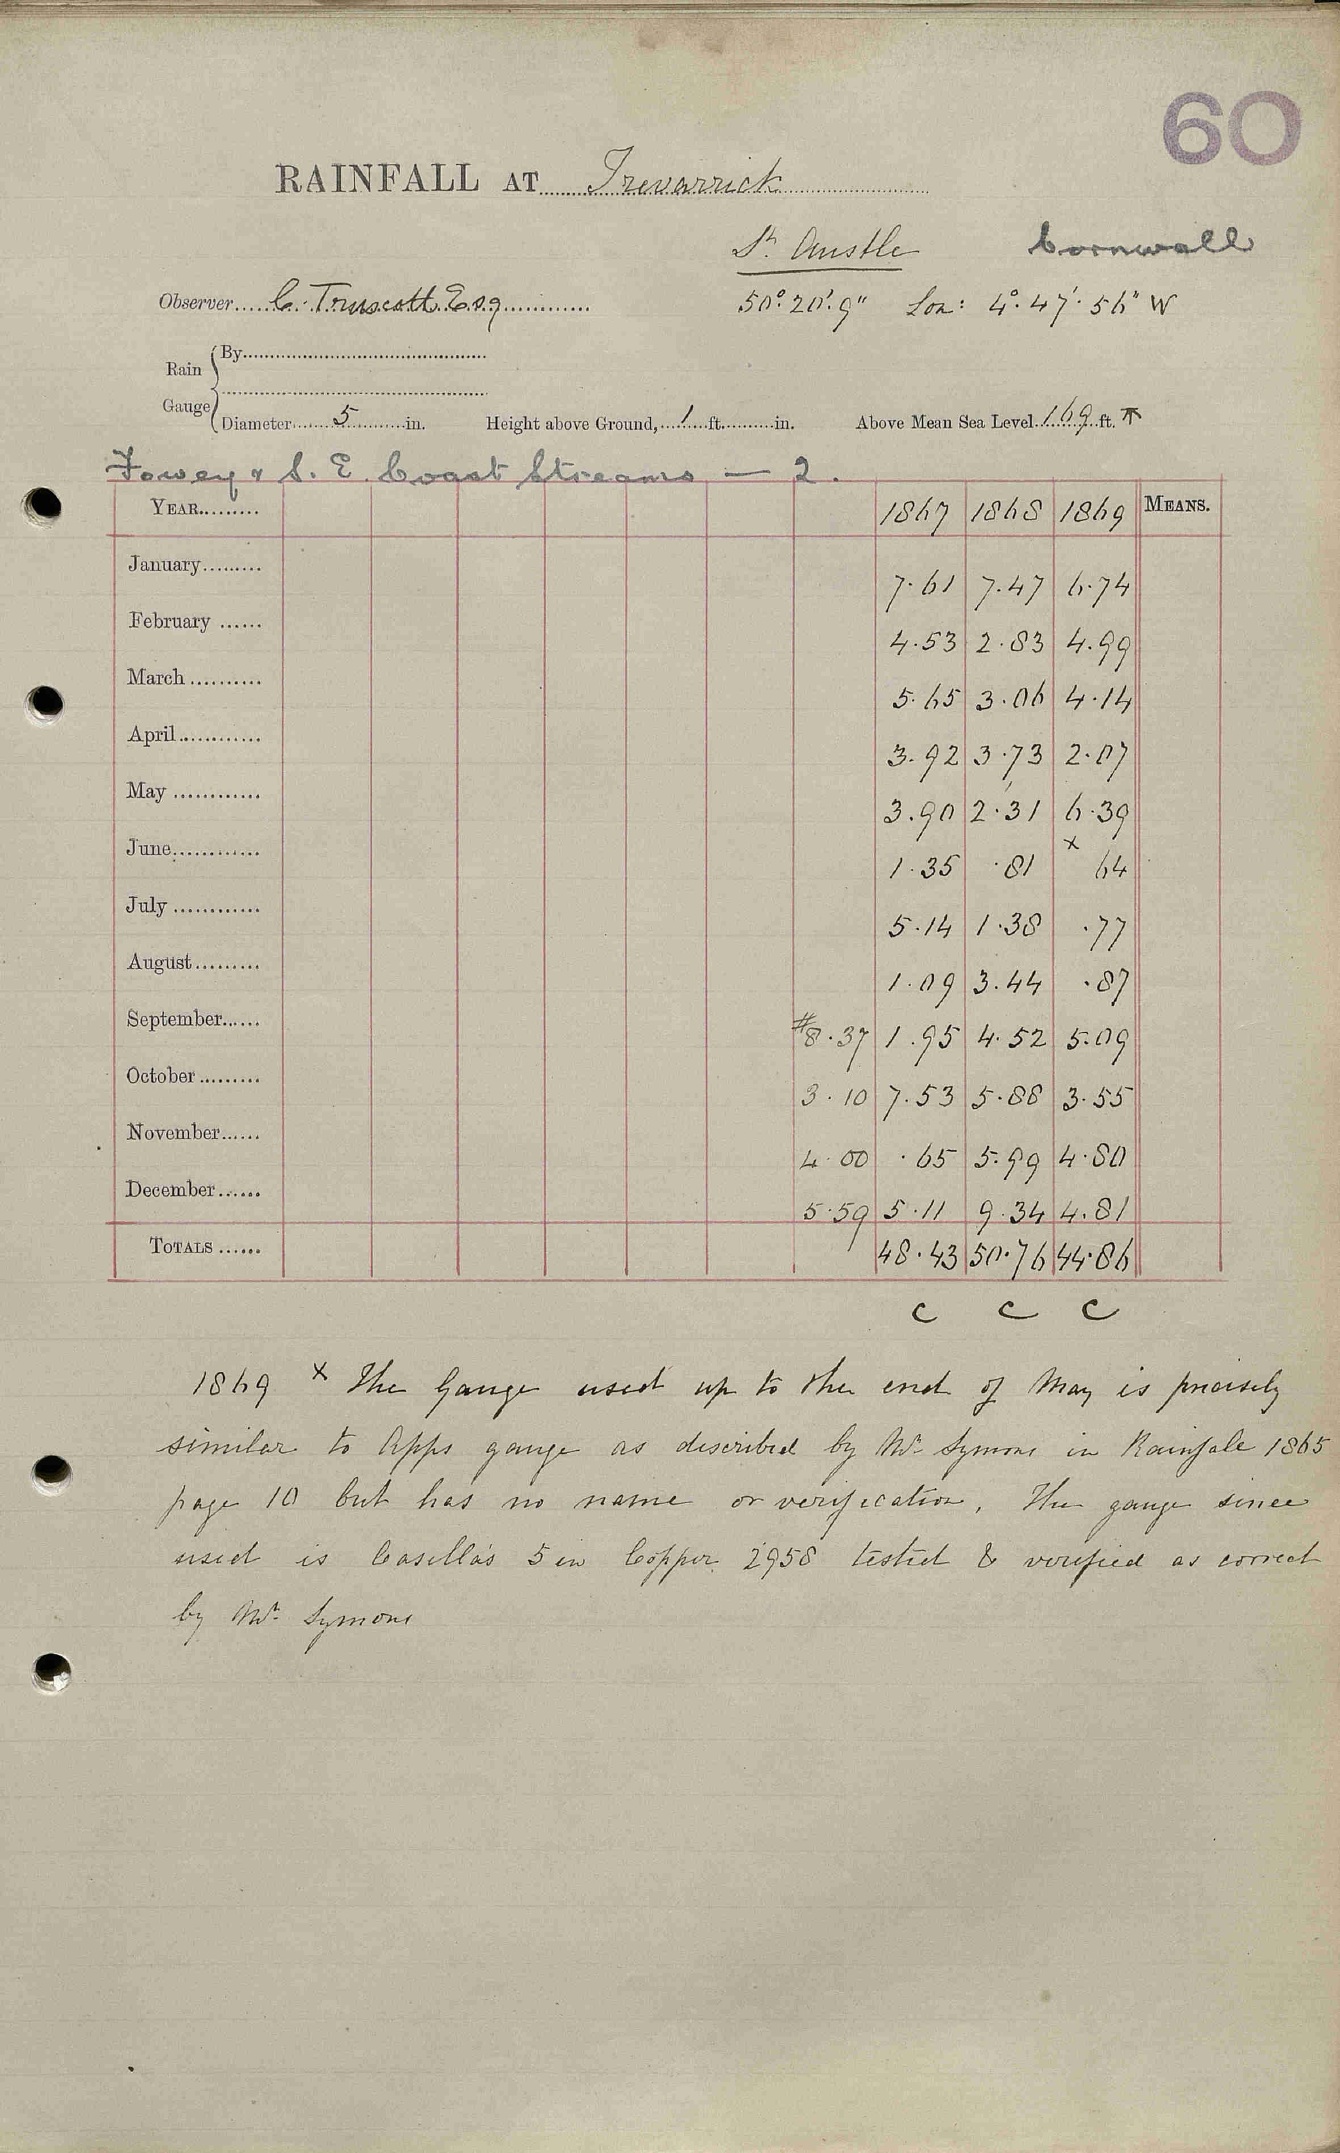 60
RAINFALL AT Trevarrick
St. Austle Cornwall
Observer C. Truscott Esq 50°.20'.9" Lon: 4°.47'.56" W
Rain Gauge By
Diameter 5 in. Height above Ground, 1 ft. in. Above Mean Sea Level 169 ft.
Fowey & S. E. Coast Streams — 2.
YEAR 1867 1868 1869 MEANS.
January 7.61 7.47 6.74
February 4.53 2.83 4.99
March 5.65 3.06 4.14
April 3.92 3.73 2.07
May 3.90 2.31 6.39
June 1.35 .81 x 64
July 5.14 1.38 .77
August 1.09 3.44 .87
September #8.37 1.95 4.52 5.09
October 3.10 7.53 5.88 3.55
November 4.00 .65 5.99 4.80
December 5.59 5.11 9.34 4.81
TOTALS 48.43 50.76 44.86
C C C
1869 x The Gauge used up to the end of May is precisely
similar to Apps gauge as described by Mr. Symons in Rainfale 1865
page 10 but has no name or verification. The gauge since
used is Casella's 5 in Copper 2958 tested & verified as correct
by Mr. Symons